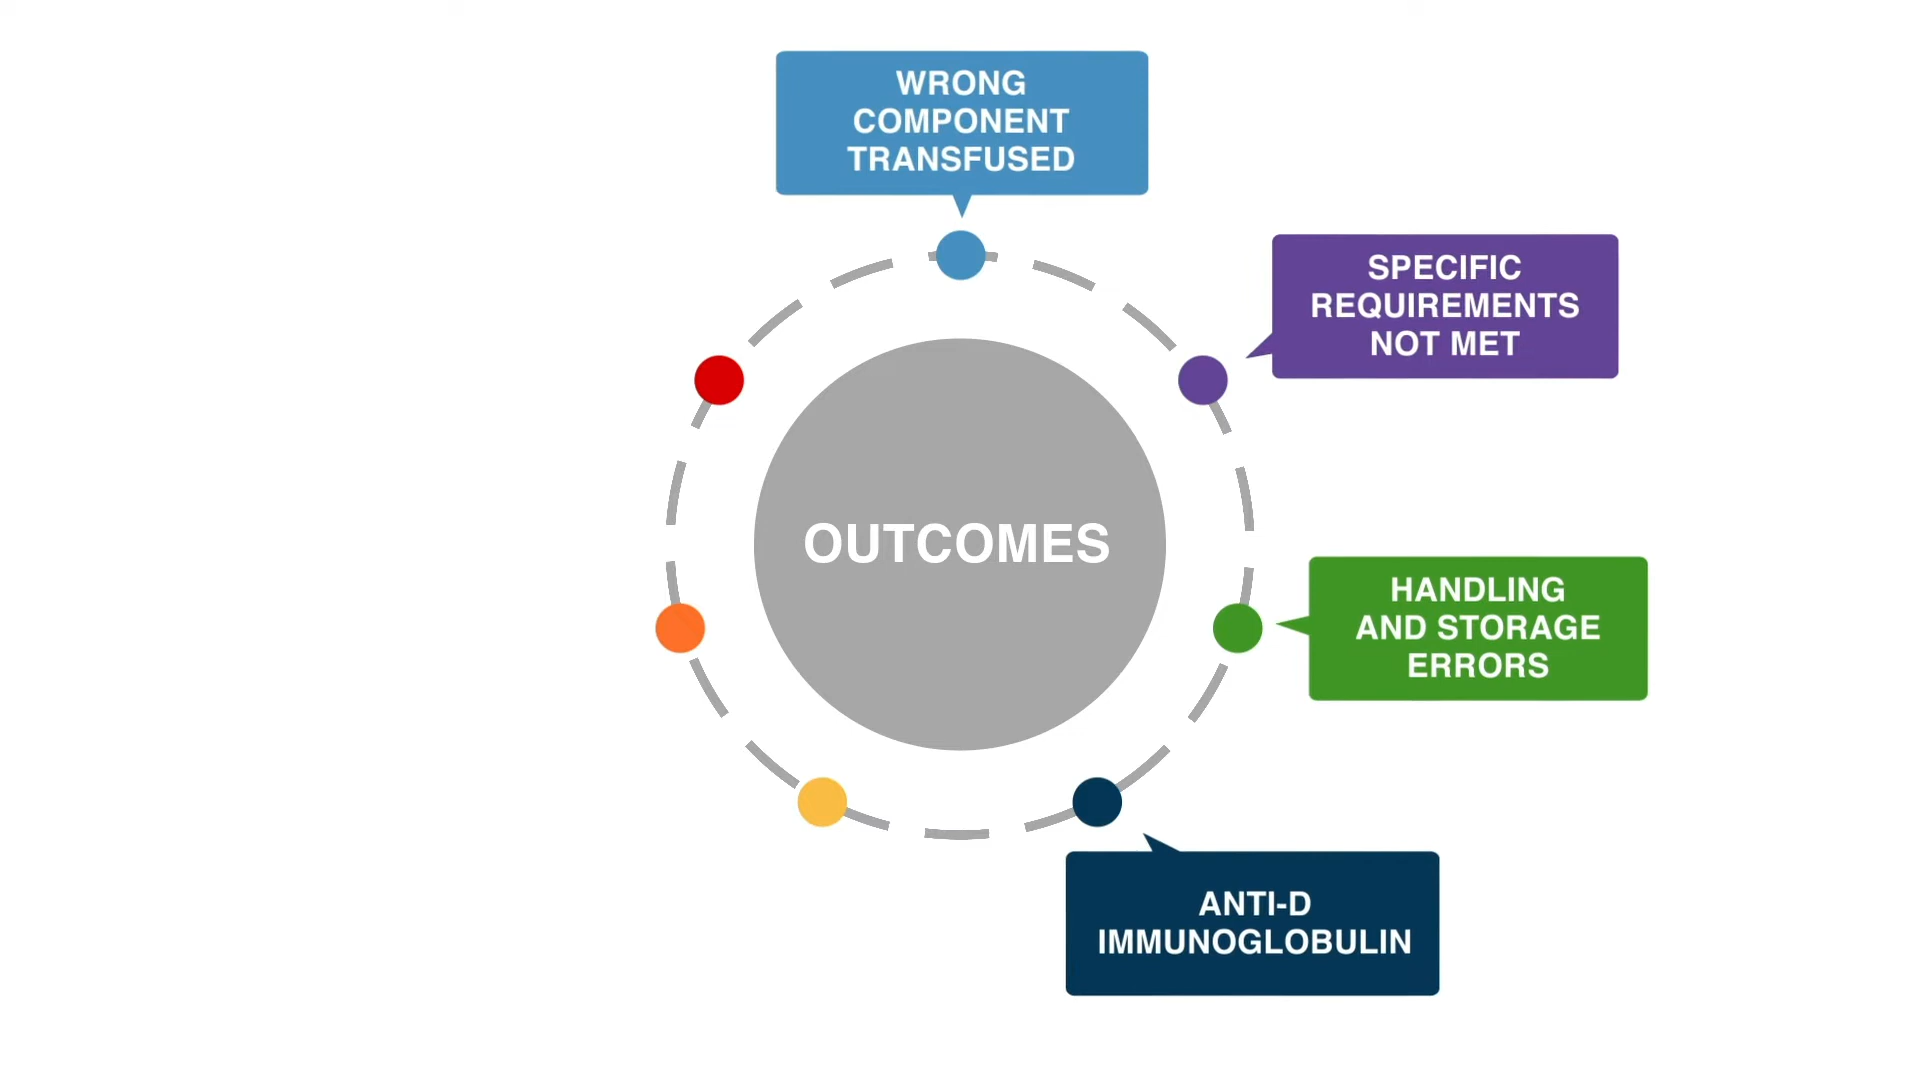 WRONG
COMPONENT
TRANSFUSED
SPECIFIC
REQUIREMENTS
NOT MET
OUTCOMES
HANDLING
AND STORAGE
ERRORS
ANTI-D
IMMUNOGLOBULIN